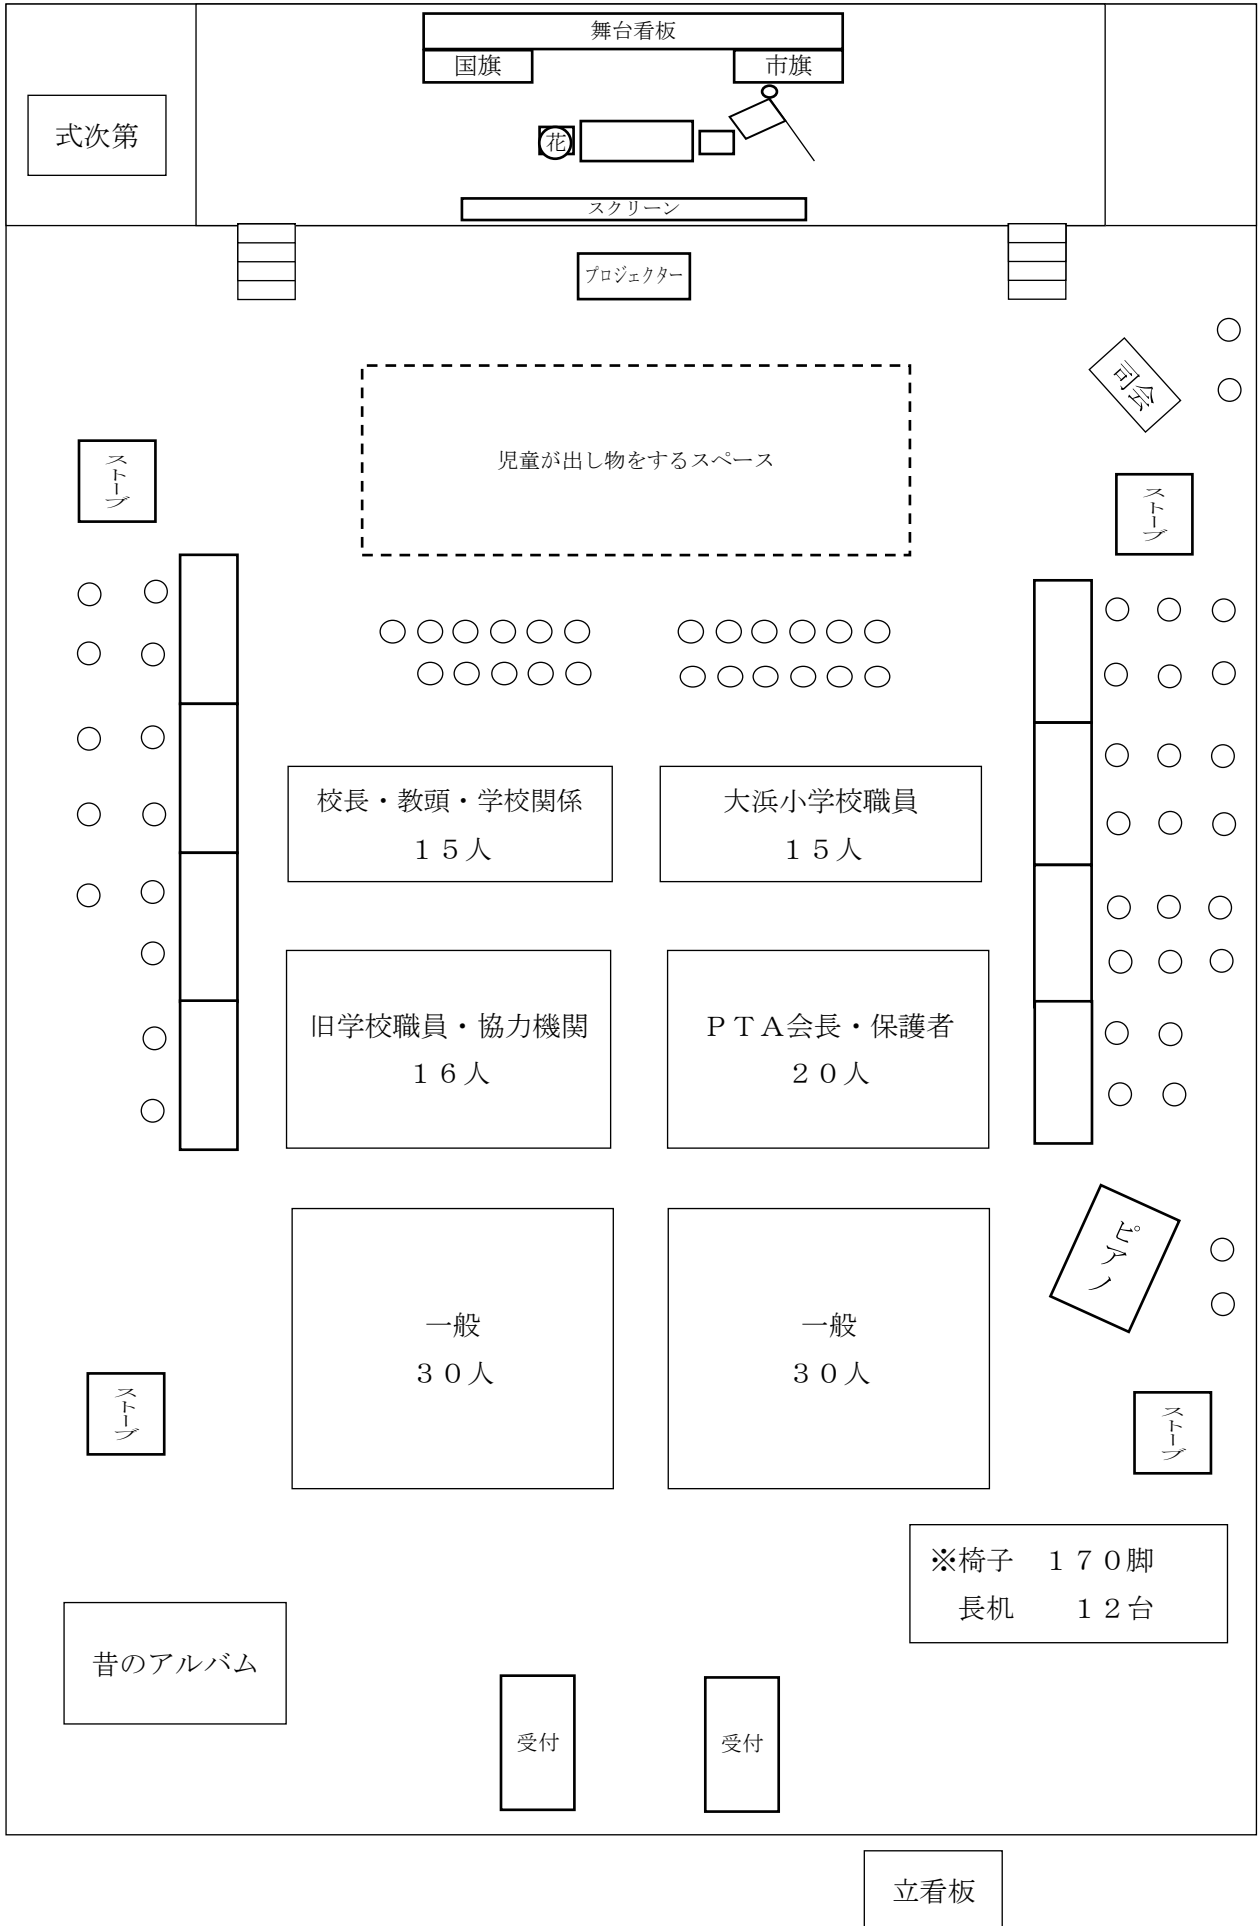 舞台看板
国旗
市旗
式次第
花
スクリーン
プロジェクター
司会
児童が出し物をするスペース
ストーブ
ストーブ
校長・教頭・学校関係
１５人
大浜小学校職員
１５人
旧学校職員・協力機関
１６人
ＰＴＡ会長・保護者
２０人
ピアノ
一般
３０人
一般
３０人
ストーブ
ストーブ
※椅子　１７０脚
長机　　１２台
昔のアルバム
受付
受付
立看板